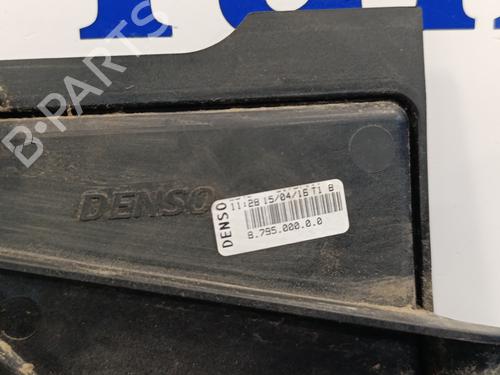 B-PARTS
DENSO
DENSO
11:28 15/04/16 T1 B
8.795.000.0.0